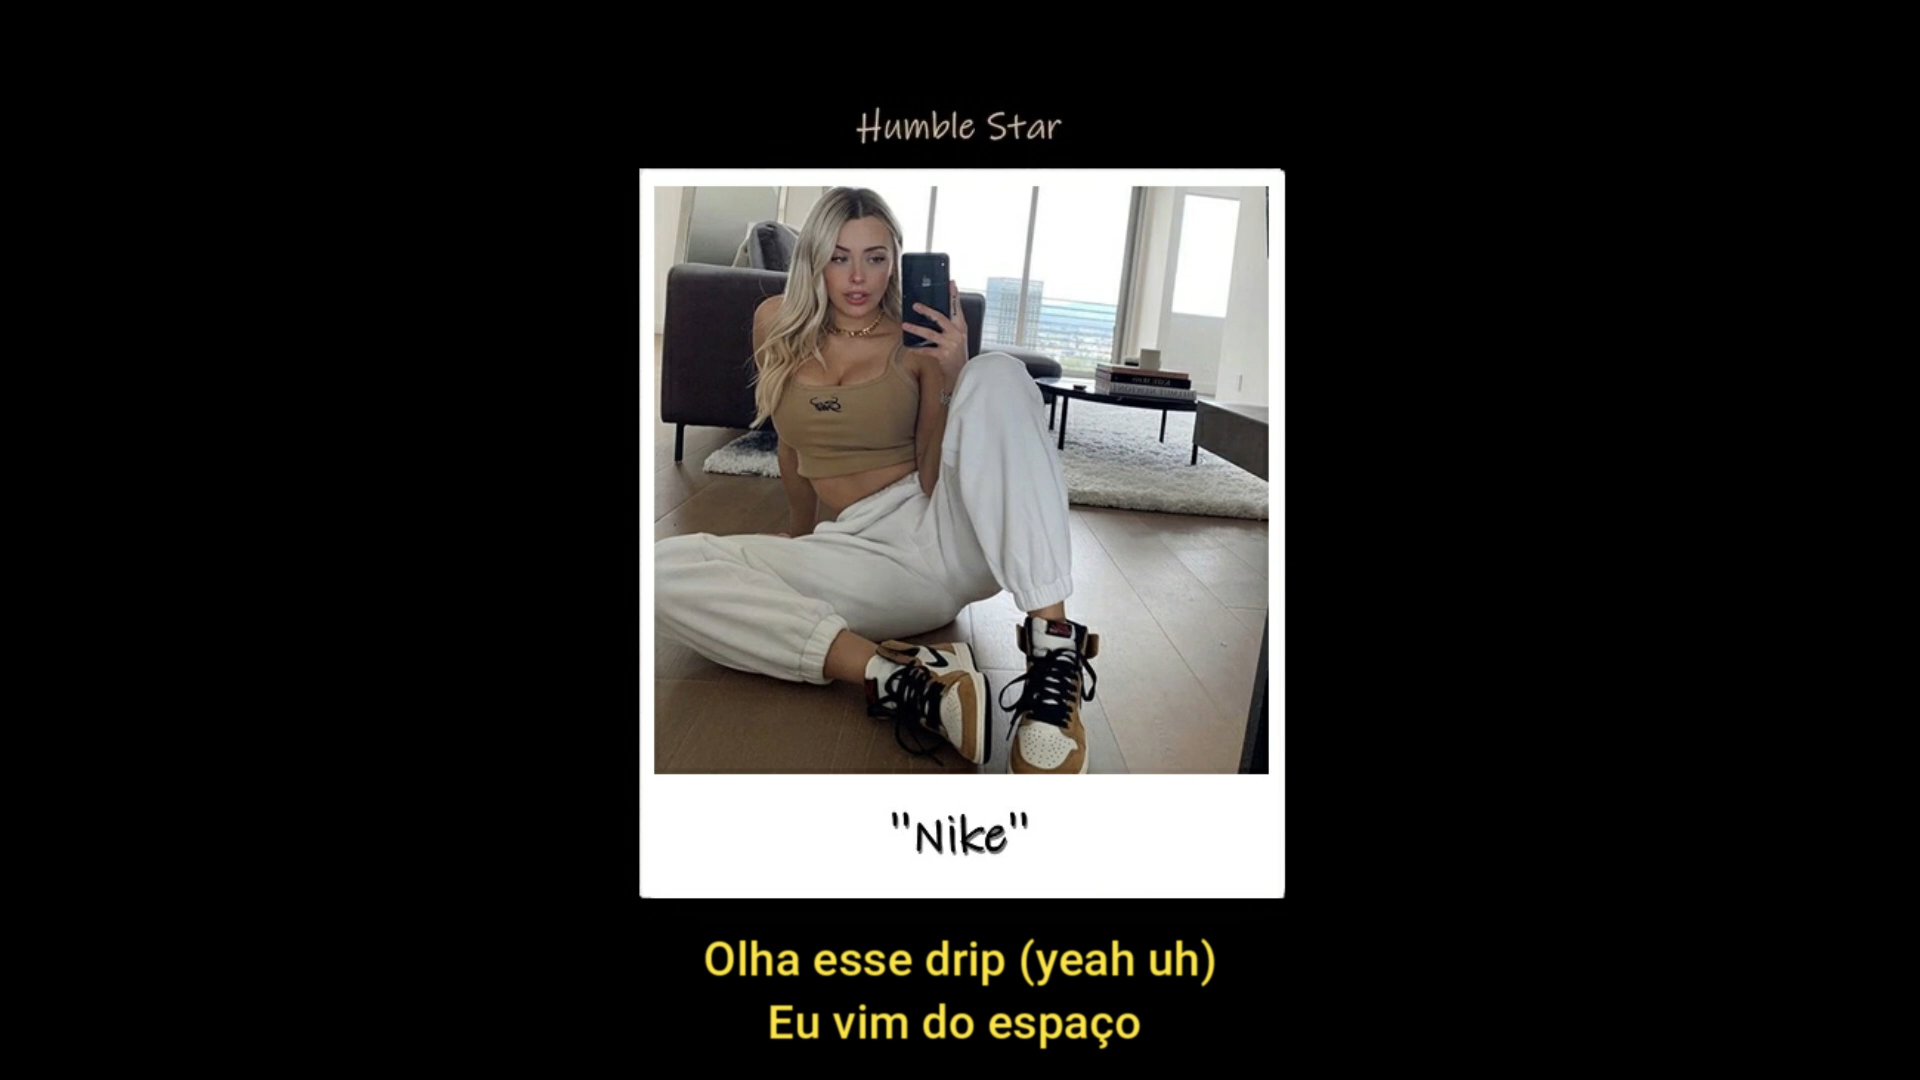 Humble Star
"Nike"
Olha esse drip (yeah uh)
Eu vim do espaço